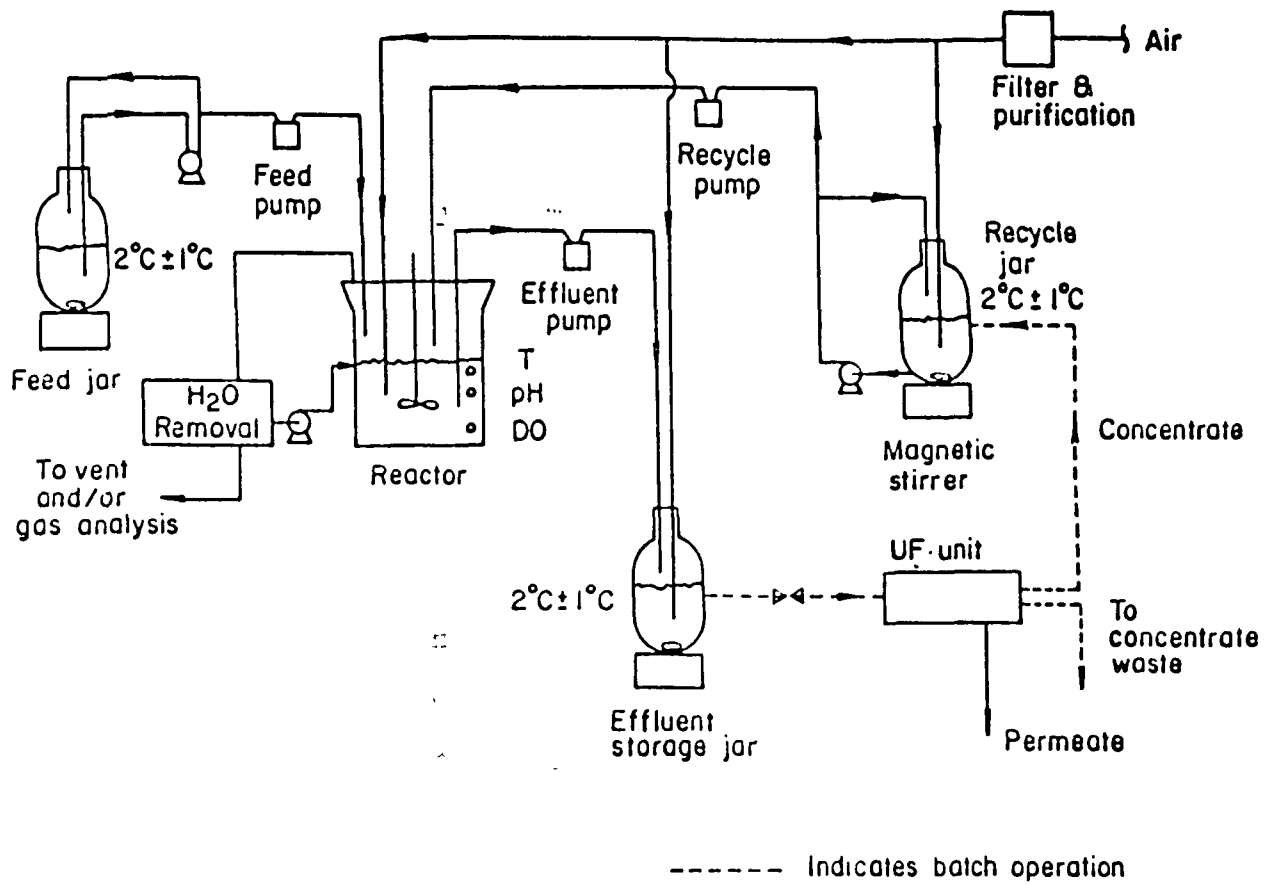 Air
Filter &
purification
Feed
pump
Recycle
pump
2°C ± 1°C
Feed jar
Recycle
jar
2°C ± 1°C
Effluent
pump
T
pH
DO
H2O
Removal
Reactor
To vent
and/or
gas analysis
Magnetic
stirrer
Concentrate
UF unit
2°C ± 1°C
To
concentrate
waste
Effluent
storage jar
Permeate
Indicates batch operation